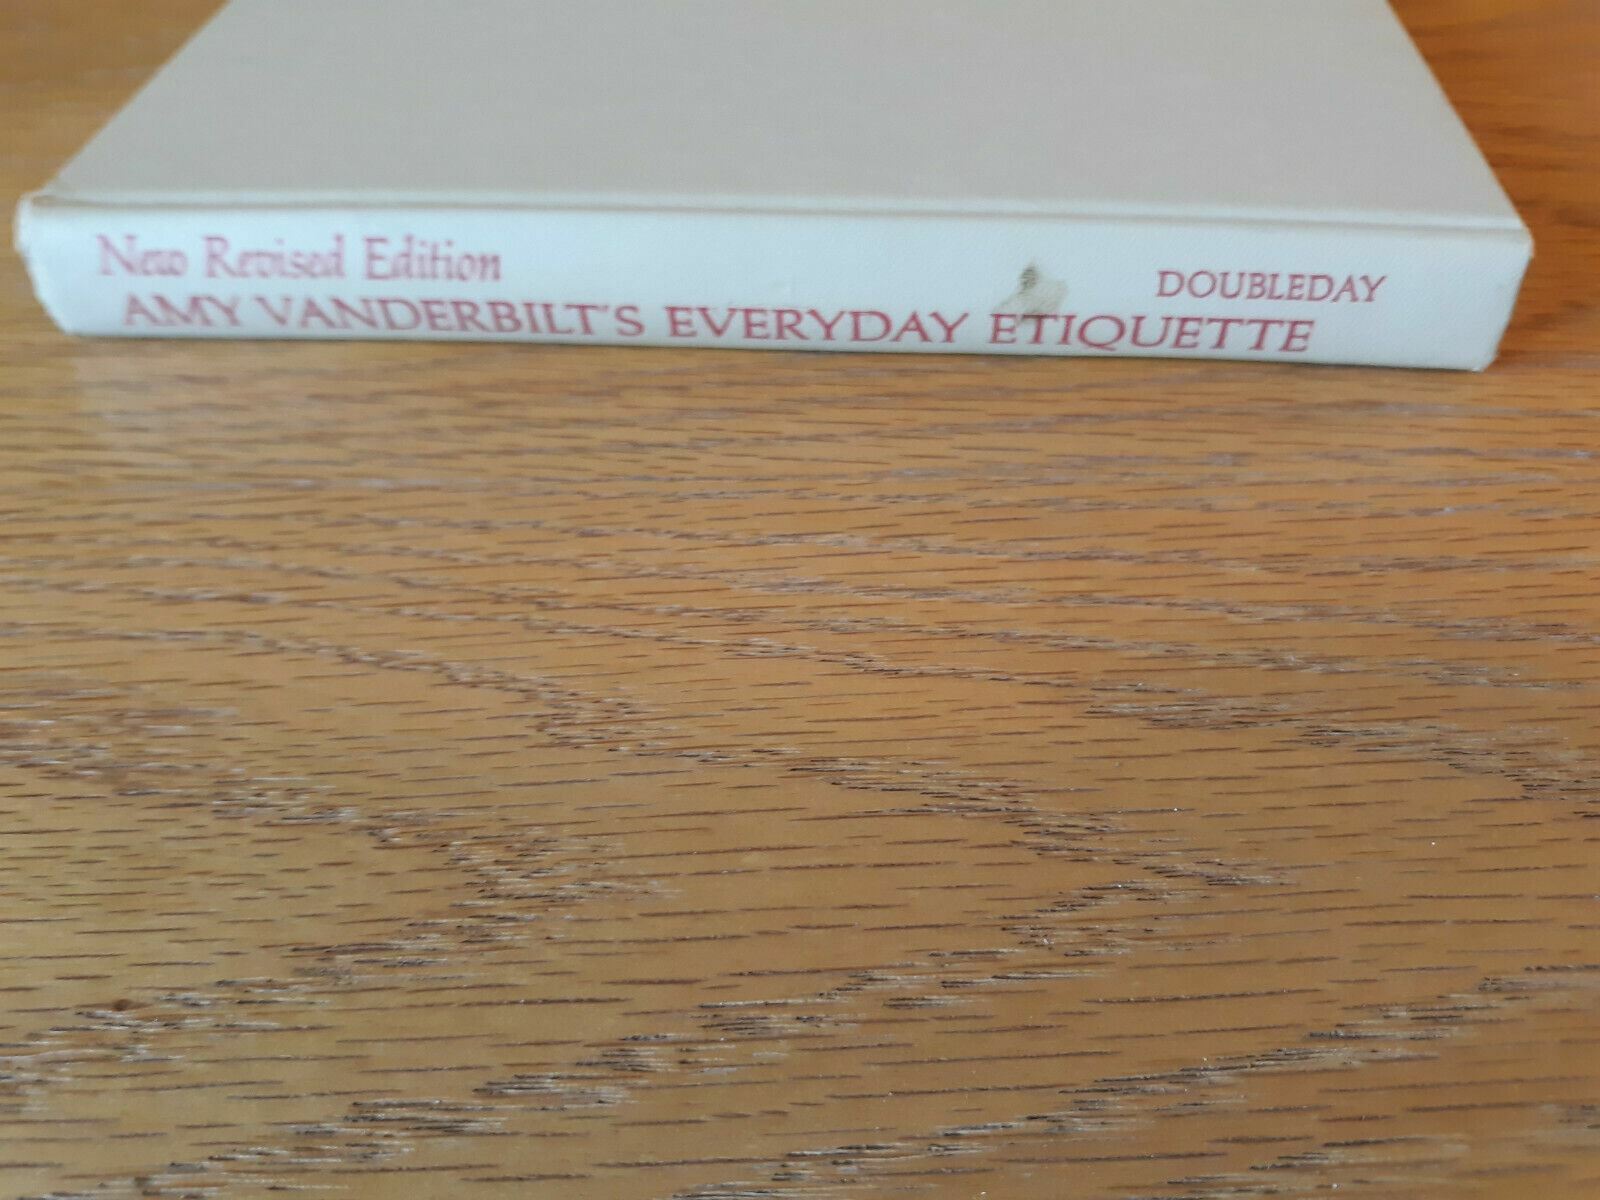 New Revised Edition
AMY VANDERBILT'S EVERYDAY ETIQUETTE
DOUBLEDAY